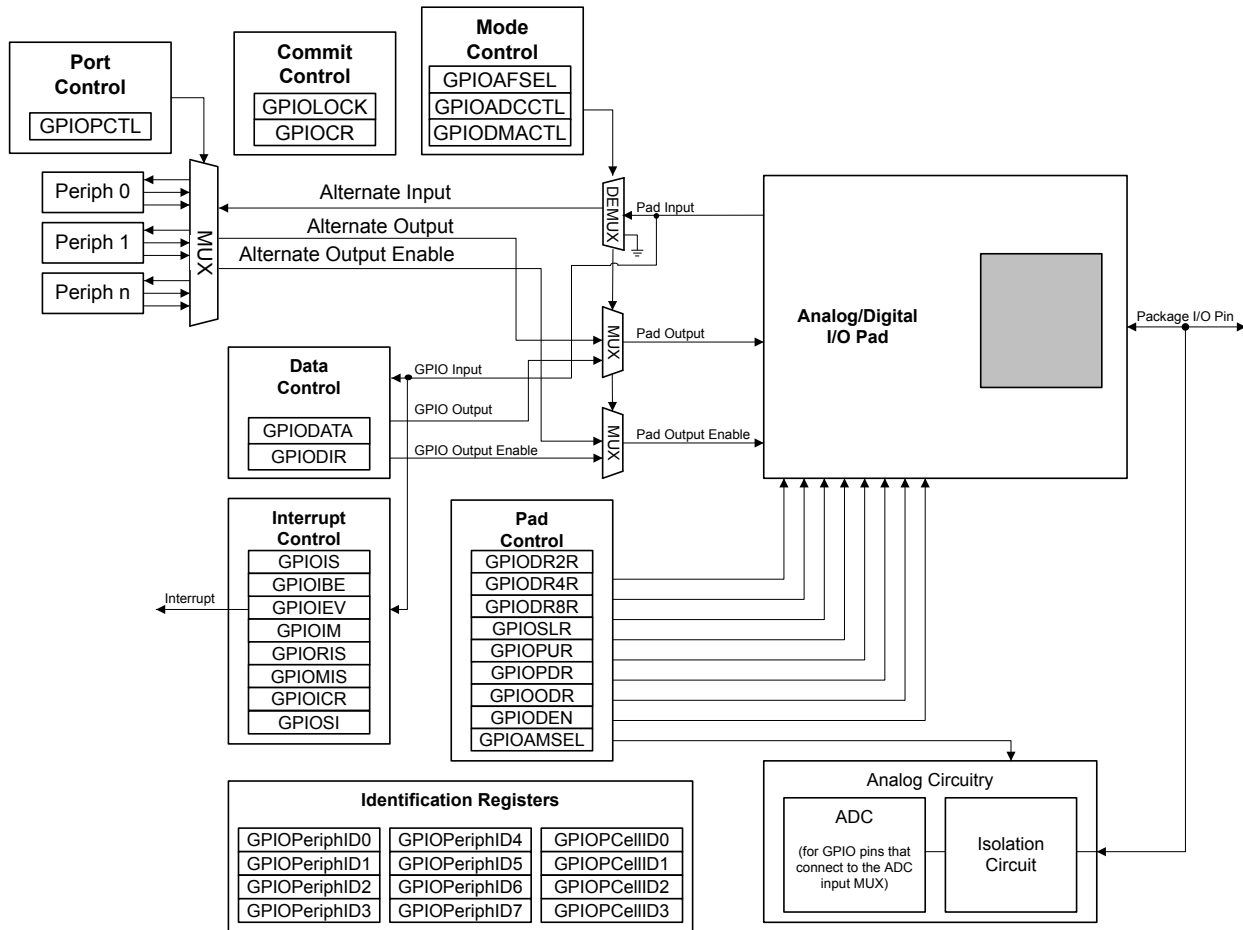 Port
Control
GPIOPCTL
Commit
Control
GPIOLOCK
GPIOCR
Mode
Control
GPIOAFSEL
GPIOADCCTL
GPIODMACTL
Periph 0
Periph 1
Periph n
MUX
Alternate Input
Alternate Output
Alternate Output Enable
DEMUX
Pad Input
MUX
Pad Output
MUX
Pad Output Enable
Analog/Digital
I/O Pad
Package I/O Pin
Data
Control
GPIODATA
GPIODIR
GPIO Input
GPIO Output
GPIO Output Enable
Interrupt
Control
GPIOIS
GPIOIBE
GPIOIEV
GPIOIM
GPIORIS
GPIOMIS
GPIOICR
GPIOSI
Interrupt
Pad
Control
GPIODR2R
GPIODR4R
GPIODR8R
GPIOSLR
GPIOPUR
GPIOPDR
GPIOODR
GPIODEN
GPIOAMSEL
Analog Circuitry
ADC
(for GPIO pins that
connect to the ADC
input MUX)
Isolation
Circuit
Identification Registers
GPIOPeriphID0
GPIOPeriphID1
GPIOPeriphID2
GPIOPeriphID3
GPIOPeriphID4
GPIOPeriphID5
GPIOPeriphID6
GPIOPeriphID7
GPIOPCellID0
GPIOPCellID1
GPIOPCellID2
GPIOPCellID3